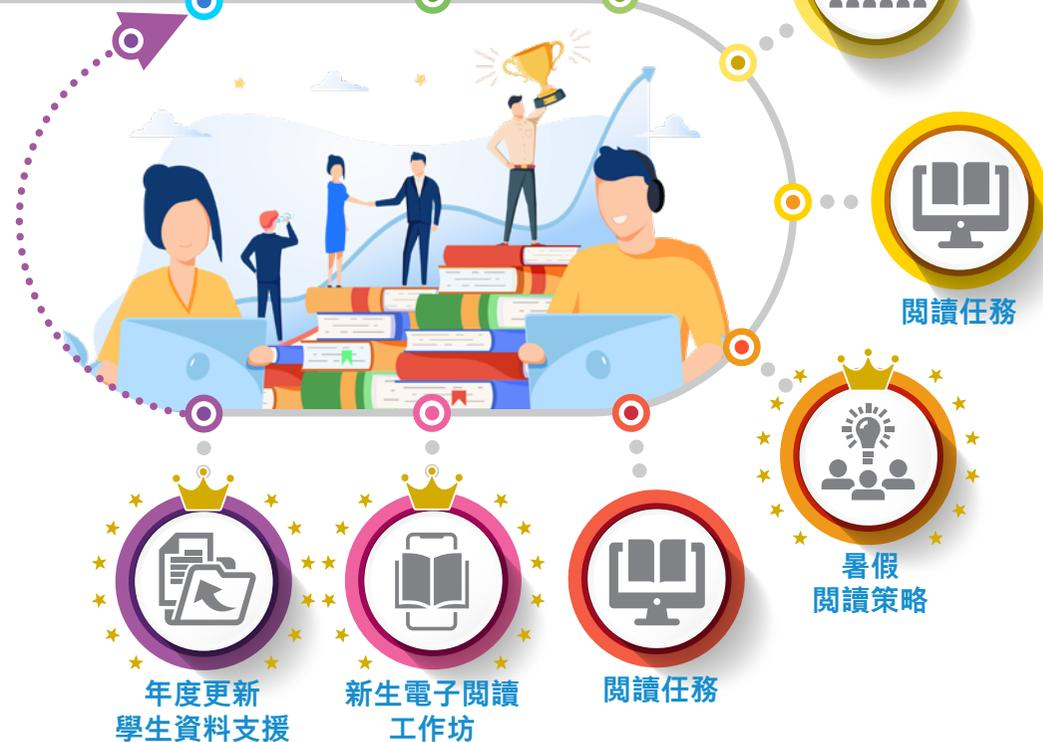 閱讀任務
暑假
閱讀策略
閱讀任務
新生電子閱讀
工作坊
年度更新
學生資料支援